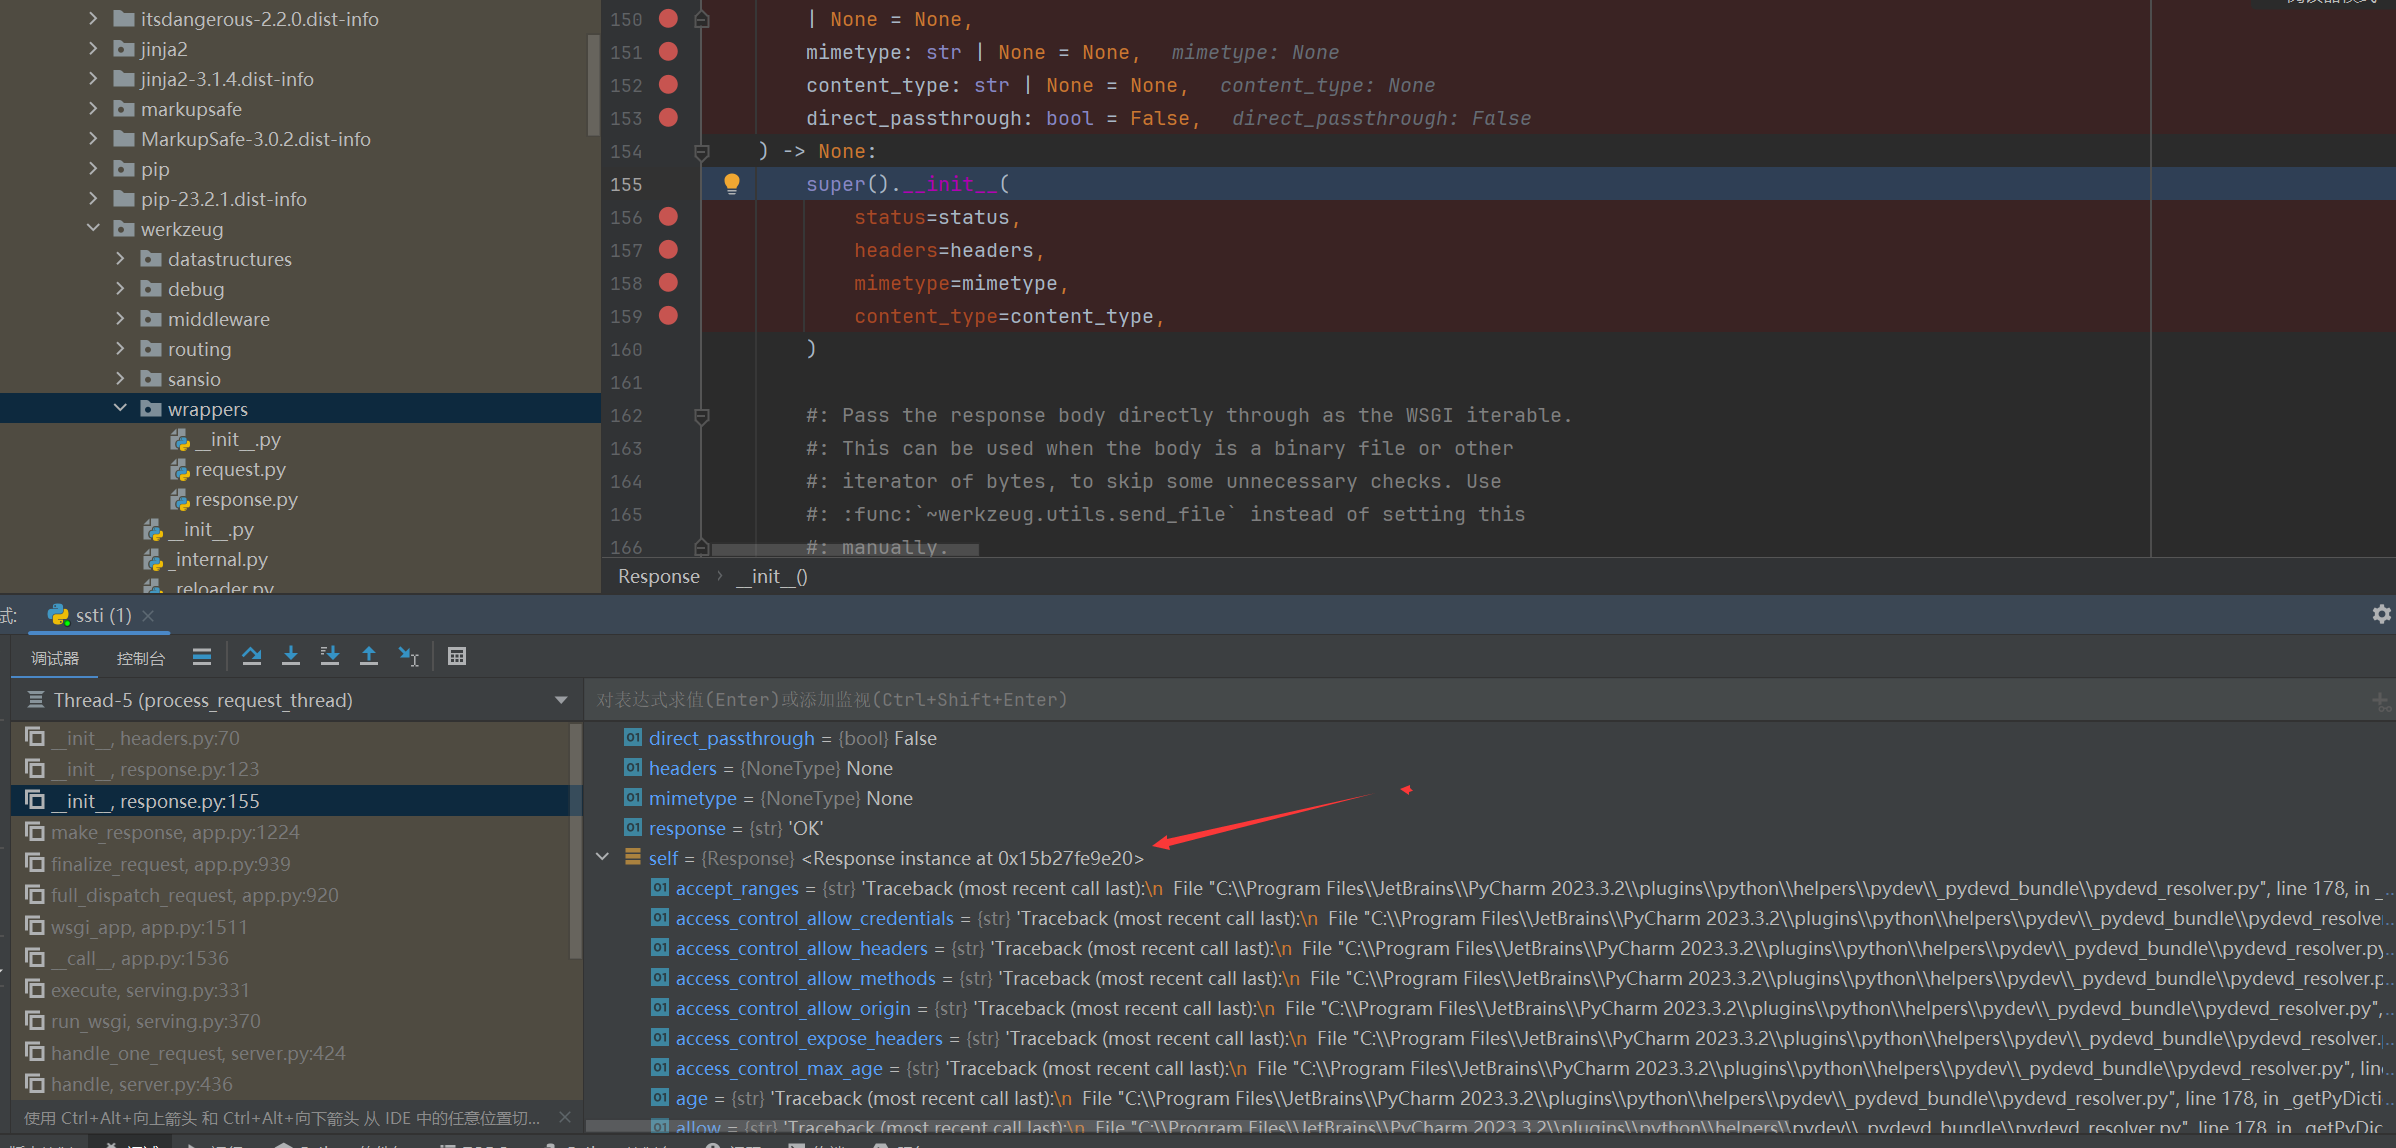 itsdangerous-2.2.0.dist-info
jinja2
jinja2-3.1.4.dist-info
markupsafe
MarkupSafe-3.0.2.dist-info
pip
pip-23.2.1.dist-info
werkzeug
datastructures
debug
middleware
routing
sansio
wrappers
__init__.py
request.py
response.py
__init__.py
_internal.py
_reloader.py
150 | None = None,
151 mimetype: str | None = None, mimetype: None
152 content_type: str | None = None, content_type: None
153 direct_passthrough: bool = False, direct_passthrough: False
154 ) -> None:
155 super().__init__(
156 status=status,
157 headers=headers,
158 mimetype=mimetype,
159 content_type=content_type,
160 )
161
162 #: Pass the response body directly through as the WSGI iterable.
163 #: This can be used when the body is a binary file or other
164 #: iterator of bytes, to skip some unnecessary checks. Use
165 #: :func:`~werkzeug.utils.send_file` instead of setting this
166 #: manually.
Response › __init__()
式: ssti (1)
调试器 控制台
Thread-5 (process_request_thread)
对表达式求值(Enter)或添加监视(Ctrl+Shift+Enter)
__init__, headers.py:70
__init__, response.py:123
__init__, response.py:155
make_response, app.py:1224
finalize_request, app.py:939
full_dispatch_request, app.py:920
wsgi_app, app.py:1511
__call__, app.py:1536
execute, serving.py:331
run_wsgi, serving.py:370
handle_one_request, server.py:424
handle, server.py:436
使用 Ctrl+Alt+向上箭头 和 Ctrl+Alt+向下箭头 从 IDE 中的任意位置切...
direct_passthrough = {bool} False
headers = {NoneType} None
mimetype = {NoneType} None
response = {str} 'OK'
self = {Response} <Response instance at 0x15b27fe9e20>
accept_ranges = {str} 'Traceback (most recent call last):\n File "C:\\Program Files\\JetBrains\\PyCharm 2023.3.2\\plugins\\python\\helpers\\pydev\\_pydevd_bundle\\pydevd_resolver.py", line 178, in _...
access_control_allow_credentials = {str} 'Traceback (most recent call last):\n File "C:\\Program Files\\JetBrains\\PyCharm 2023.3.2\\plugins\\python\\helpers\\pydev\\_pydevd_bundle\\pydevd_resolve...
access_control_allow_headers = {str} 'Traceback (most recent call last):\n File "C:\\Program Files\\JetBrains\\PyCharm 2023.3.2\\plugins\\python\\helpers\\pydev\\_pydevd_bundle\\pydevd_resolver.py...
access_control_allow_methods = {str} 'Traceback (most recent call last):\n File "C:\\Program Files\\JetBrains\\PyCharm 2023.3.2\\plugins\\python\\helpers\\pydev\\_pydevd_bundle\\pydevd_resolver.p...
access_control_allow_origin = {str} 'Traceback (most recent call last):\n File "C:\\Program Files\\JetBrains\\PyCharm 2023.3.2\\plugins\\python\\helpers\\pydev\\_pydevd_bundle\\pydevd_resolver.py",...
access_control_expose_headers = {str} 'Traceback (most recent call last):\n File "C:\\Program Files\\JetBrains\\PyCharm 2023.3.2\\plugins\\python\\helpers\\pydev\\_pydevd_bundle\\pydevd_resolver....
access_control_max_age = {str} 'Traceback (most recent call last):\n File "C:\\Program Files\\JetBrains\\PyCharm 2023.3.2\\plugins\\python\\helpers\\pydev\\_pydevd_bundle\\pydevd_resolver.py", lin...
age = {str} 'Traceback (most recent call last):\n File "C:\\Program Files\\JetBrains\\PyCharm 2023.3.2\\plugins\\python\\helpers\\pydev\\_pydevd_bundle\\pydevd_resolver.py", line 178, in _getPyDicti...
allow = {str} 'Traceback (most recent call last):\n File "C:\\Program Files\\JetBrains\\PyCharm 2023.3.2\\plugins\\python\\helpers\\pydev\\_pydevd_bundle\\pydevd_resolver.py", line 178, in _getPyDic...